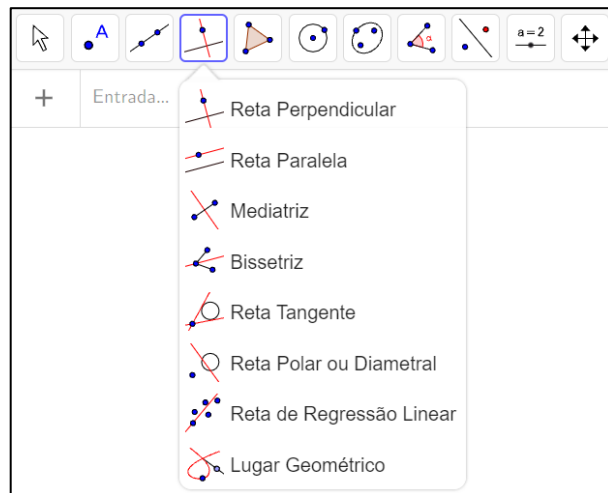 A
α
a = 2
+ Entrada...
Reta Perpendicular
Reta Paralela
Mediatriz
Bissetriz
Reta Tangente
Reta Polar ou Diametral
Reta de Regressão Linear
Lugar Geométrico